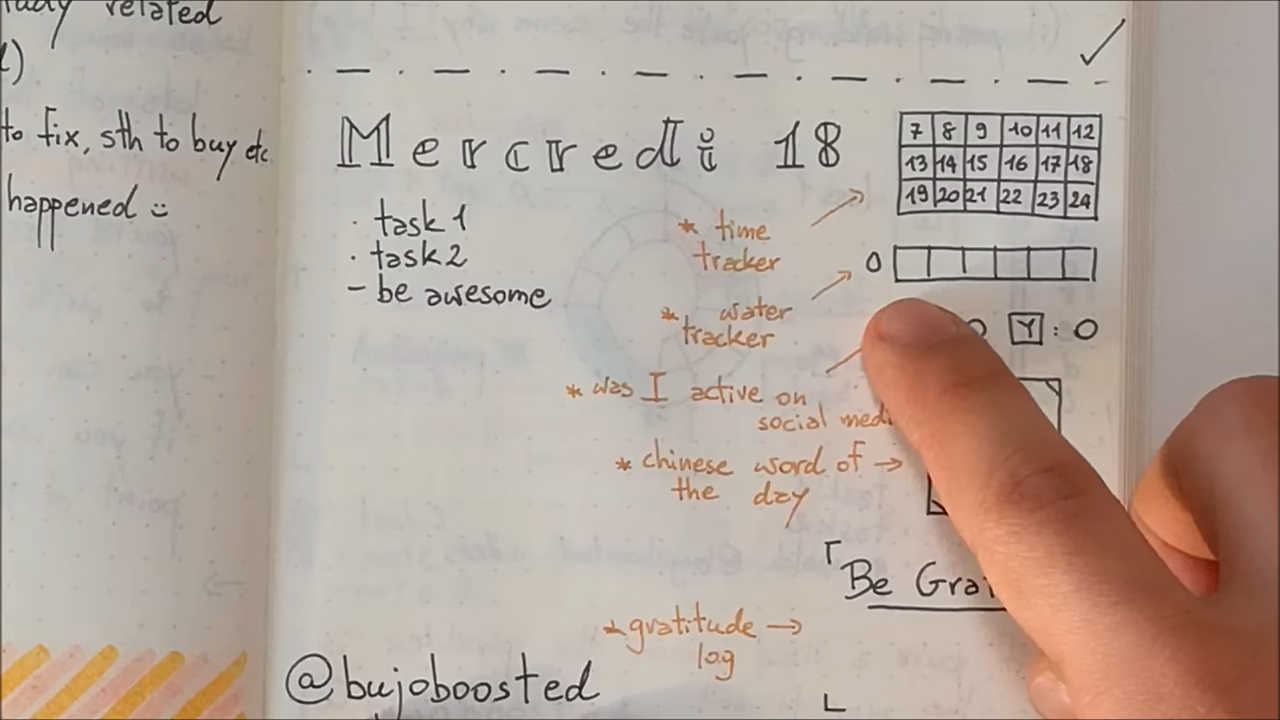 related
to fix, sth to buy etc.
happened
Mercredi 18
· task 1
· task 2
- be awesome
7 8 9 10 11 12
13 14 15 16 17 18
19 20 21 22 23 24
* time
tracker
0
* water
tracker
O Y : O
* was I active on
social medi
* chinese word of →
the day
Be Gra
* gratitude →
log
@bujoboosted